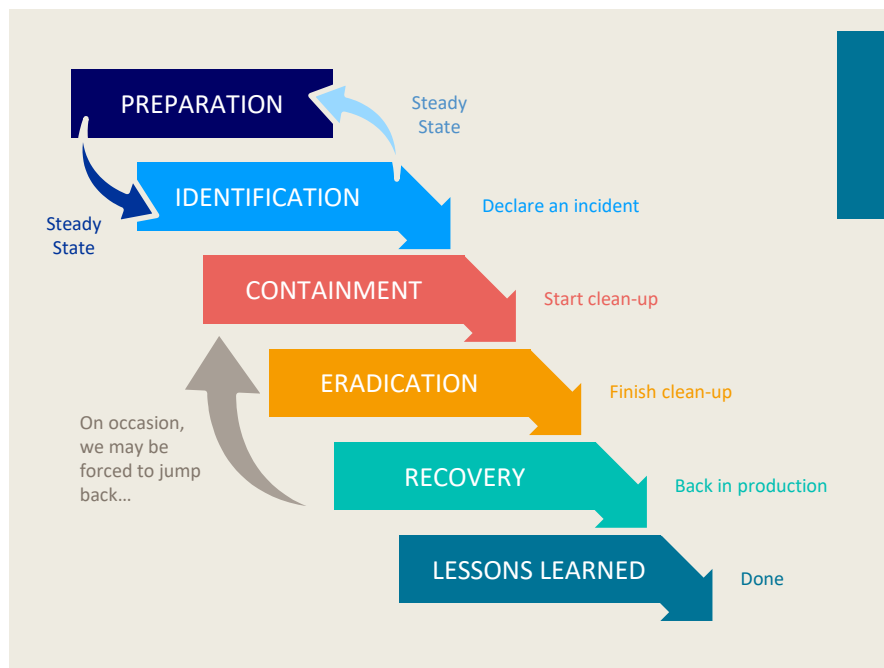 PREPARATION
Steady
State
IDENTIFICATION
Declare an incident
Steady
State
CONTAINMENT
Start clean-up
ERADICATION
Finish clean-up
On occasion,
we may be
forced to jump
back...
RECOVERY
Back in production
LESSONS LEARNED
Done